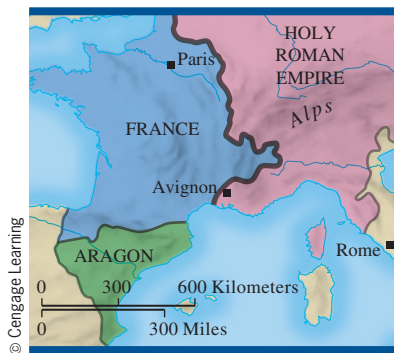 HOLY
ROMAN
EMPIRE
Paris
Alps
FRANCE
Avignon
ARAGON
Rome
0 300 600 Kilometers
0 300 Miles
© Cengage Learning